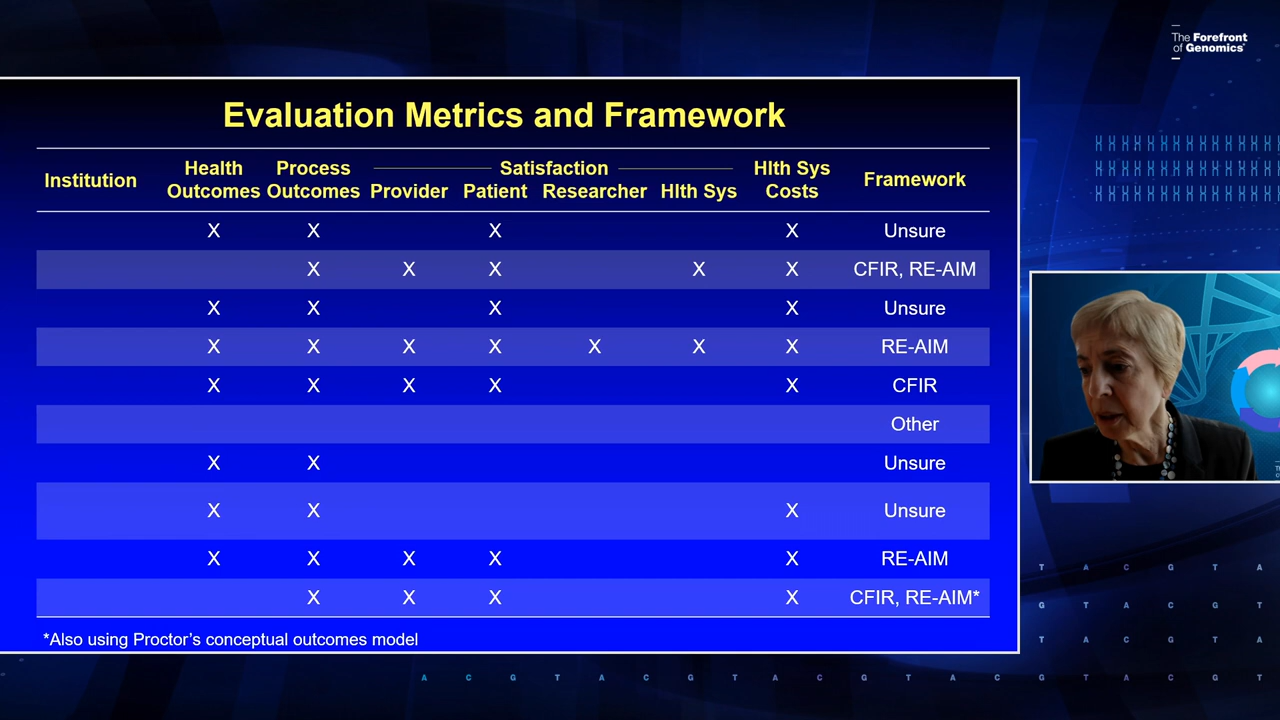 The Forefront
of Genomics®
Evaluation Metrics and Framework
Institution Health Outcomes Process Outcomes Satisfaction Provider Patient Researcher Hlth Sys Hlth Sys Costs Framework
X X X X Unsure
X X X X X CFIR, RE-AIM
X X X X Unsure
X X X X X X X RE-AIM
X X X X X CFIR
Other
X X Unsure
X X X Unsure
X X X X X RE-AIM
X X X X CFIR, RE-AIM*
*Also using Proctor's conceptual outcomes model
T A C G T A
G T A C G T
T A C G T A
A C G T A C G T A C G T A C G T A C G T